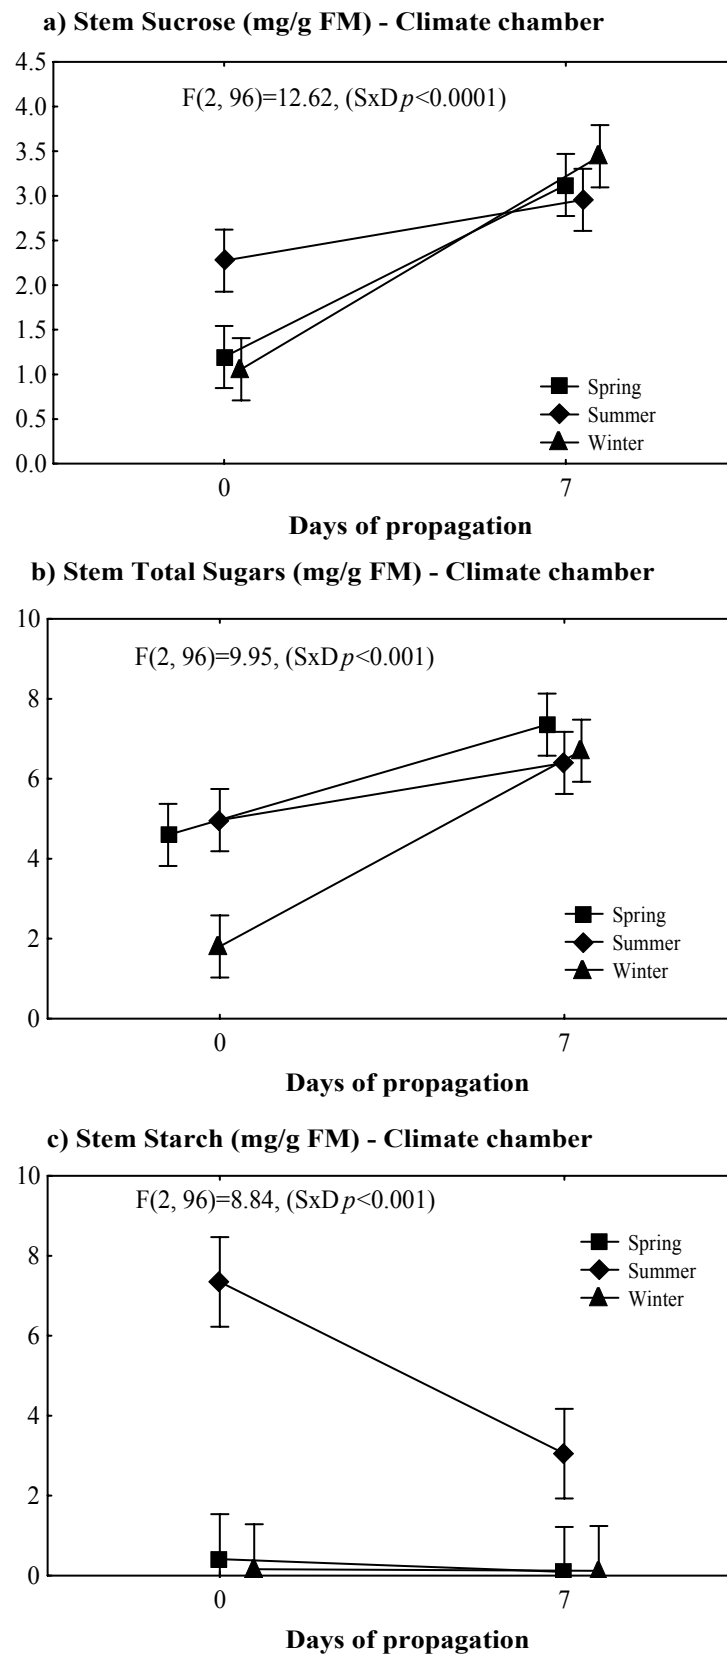 a) Stem Sucrose (mg/g FM) - Climate chamber
4.5
F(2, 96)=12.62, (SxD p<0.0001)
4.0
3.5
3.0
2.5
2.0
1.5
1.0
Spring
0.5
Summer
Winter
0.0
0 7
Days of propagation
b) Stem Total Sugars (mg/g FM) - Climate chamber
10
F(2, 96)=9.95, (SxD p<0.001)
8
6
4
Spring
2
Summer
Winter
0
0 7
Days of propagation
c) Stem Starch (mg/g FM) - Climate chamber
10
F(2, 96)=8.84, (SxD p<0.001)
Spring
8
Summer
Winter
6
4
2
0
0 7
Days of propagation